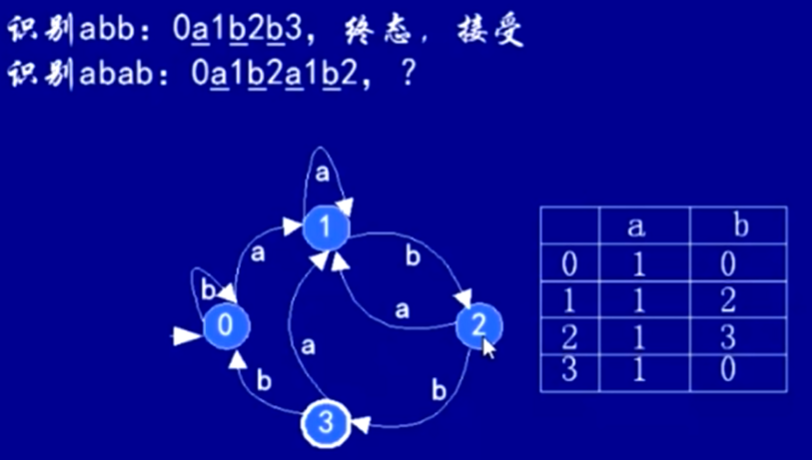 识别abb：0a1b2b3，终态，接受
识别abab：0a1b2a1b2，？
a
1
a
b
b
0
a
2
a
b
b
3
a b
0 1 0
1 1 2
2 1 3
3 1 0